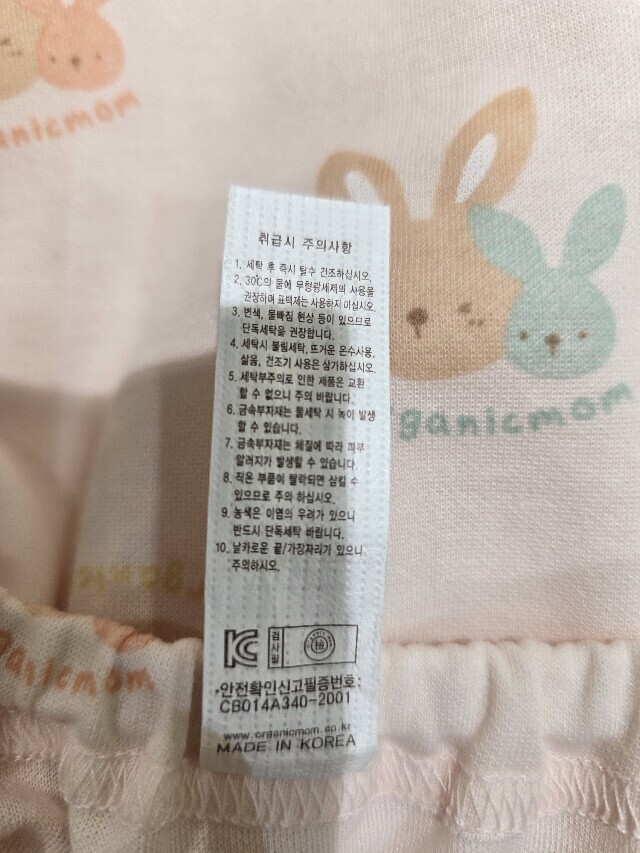 anicmom
organicmom
취급시 주의사항
1. 세탁 후 즉시 탈수 건조하십시오.
2. 30℃의 물에 무형광세제의 사용을
권장하며 표백제는 사용하지 마십시오.
3. 변색, 물빠짐 현상 등이 있으므로
단독세탁을 권장합니다.
4. 세탁시 불림세탁, 뜨거운 온수사용,
삶음, 건조기 사용은 삼가하십시오.
5. 세탁부주의로 인한 제품은 교환
할 수 없으니 주의 바랍니다.
6. 금속부자재는 물세탁 시 녹이 발생
할 수 있습니다.
7. 금속부자재는 체질에 따라 피부
알러지가 발생할 수 있습니다.
8. 작은 부품이 탈락되면 삼킬 수
있으므로 주의 하십시오.
9. 농색은 이염의 우려가 있으니
반드시 단독세탁 바랍니다.
10. 날카로운 끝/가장자리가 있으니
주의하십시오.
KC 검사필
•안전확인신고필증번호:
CB014A340-2001
www.organicmom.co.kr
MADE IN KOREA
ganicmom